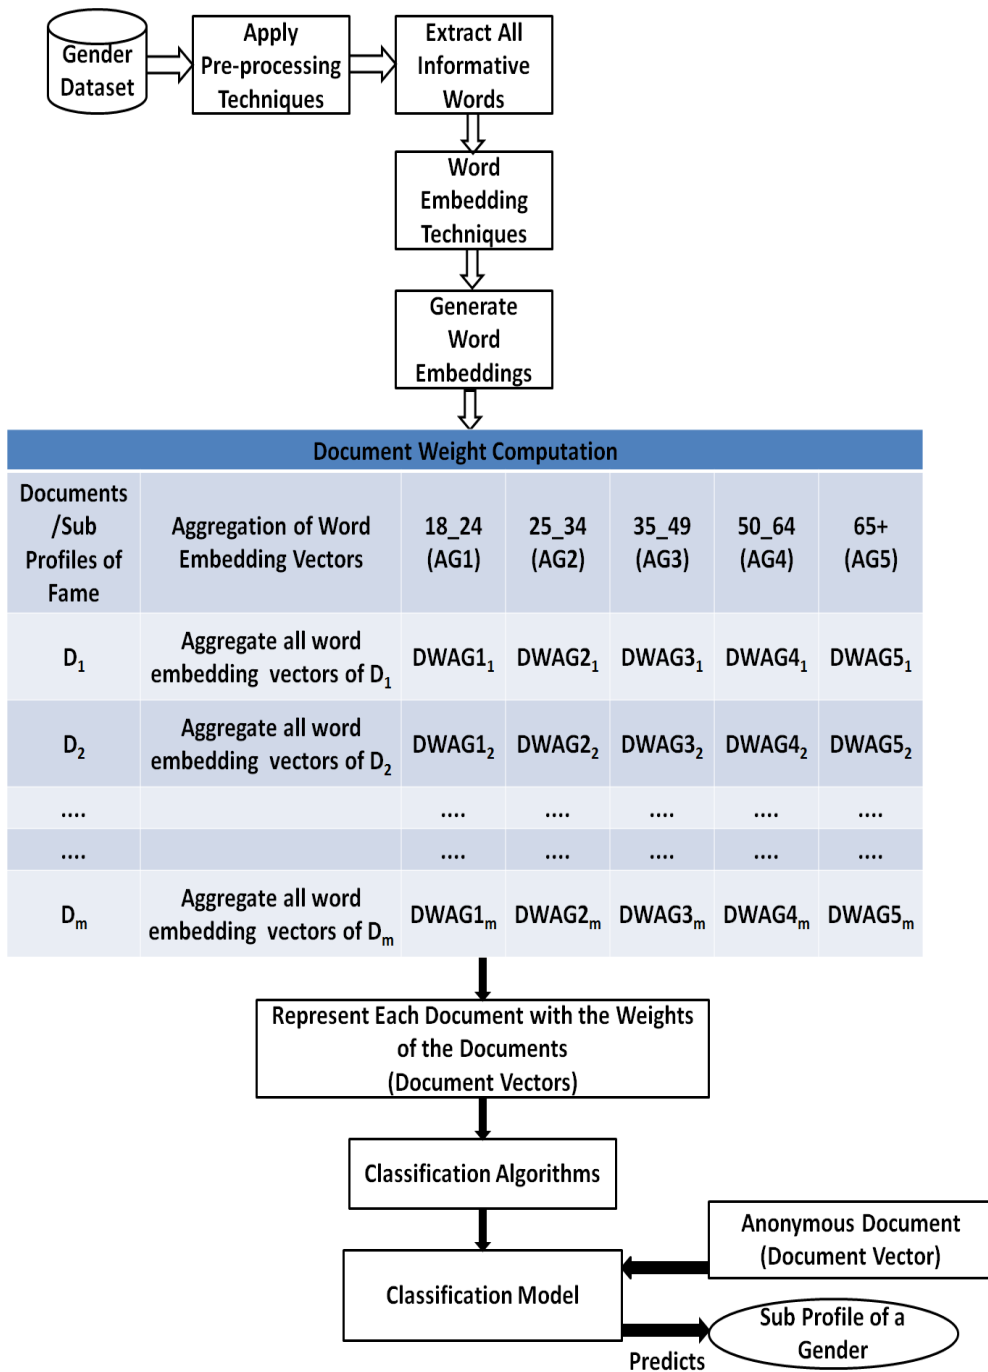 Gender
Dataset
Apply
Pre-processing
Techniques
Extract All
Informative
Words
Word
Embedding
Techniques
Generate
Word
Embeddings
Document Weight Computation
Documents
/Sub
Profiles of
Fame
Aggregation of Word
Embedding Vectors
18_24
(AG1)
25_34
(AG2)
35_49
(AG3)
50_64
(AG4)
65+
(AG5)
D1
Aggregate all word
embedding vectors of D1
DWAG11
DWAG21
DWAG31
DWAG41
DWAG51
D2
Aggregate all word
embedding vectors of D2
DWAG12
DWAG22
DWAG32
DWAG42
DWAG52
....
....
....
....
....
....
....
....
....
....
....
....
Dm
Aggregate all word
embedding vectors of Dm
DWAG1m
DWAG2m
DWAG3m
DWAG4m
DWAG5m
Represent Each Document with the Weights
of the Documents
(Document Vectors)
Classification Algorithms
Anonymous Document
(Document Vector)
Classification Model
Sub Profile of a
Gender
Predicts